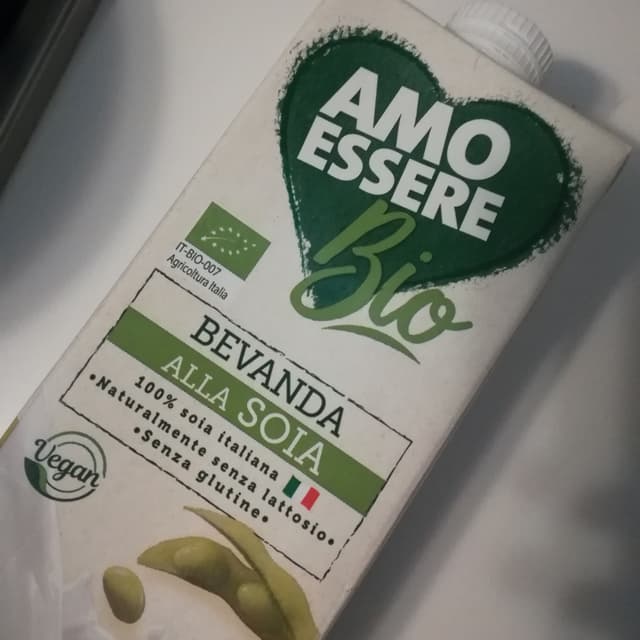 AMO
ESSERE
Bio
IT-BIO-007
Agricoltura Italia
BEVANDA
ALLA SOIA
100% soia italiana
•Naturalmente senza lattosio•
•Senza glutine•
Vegan